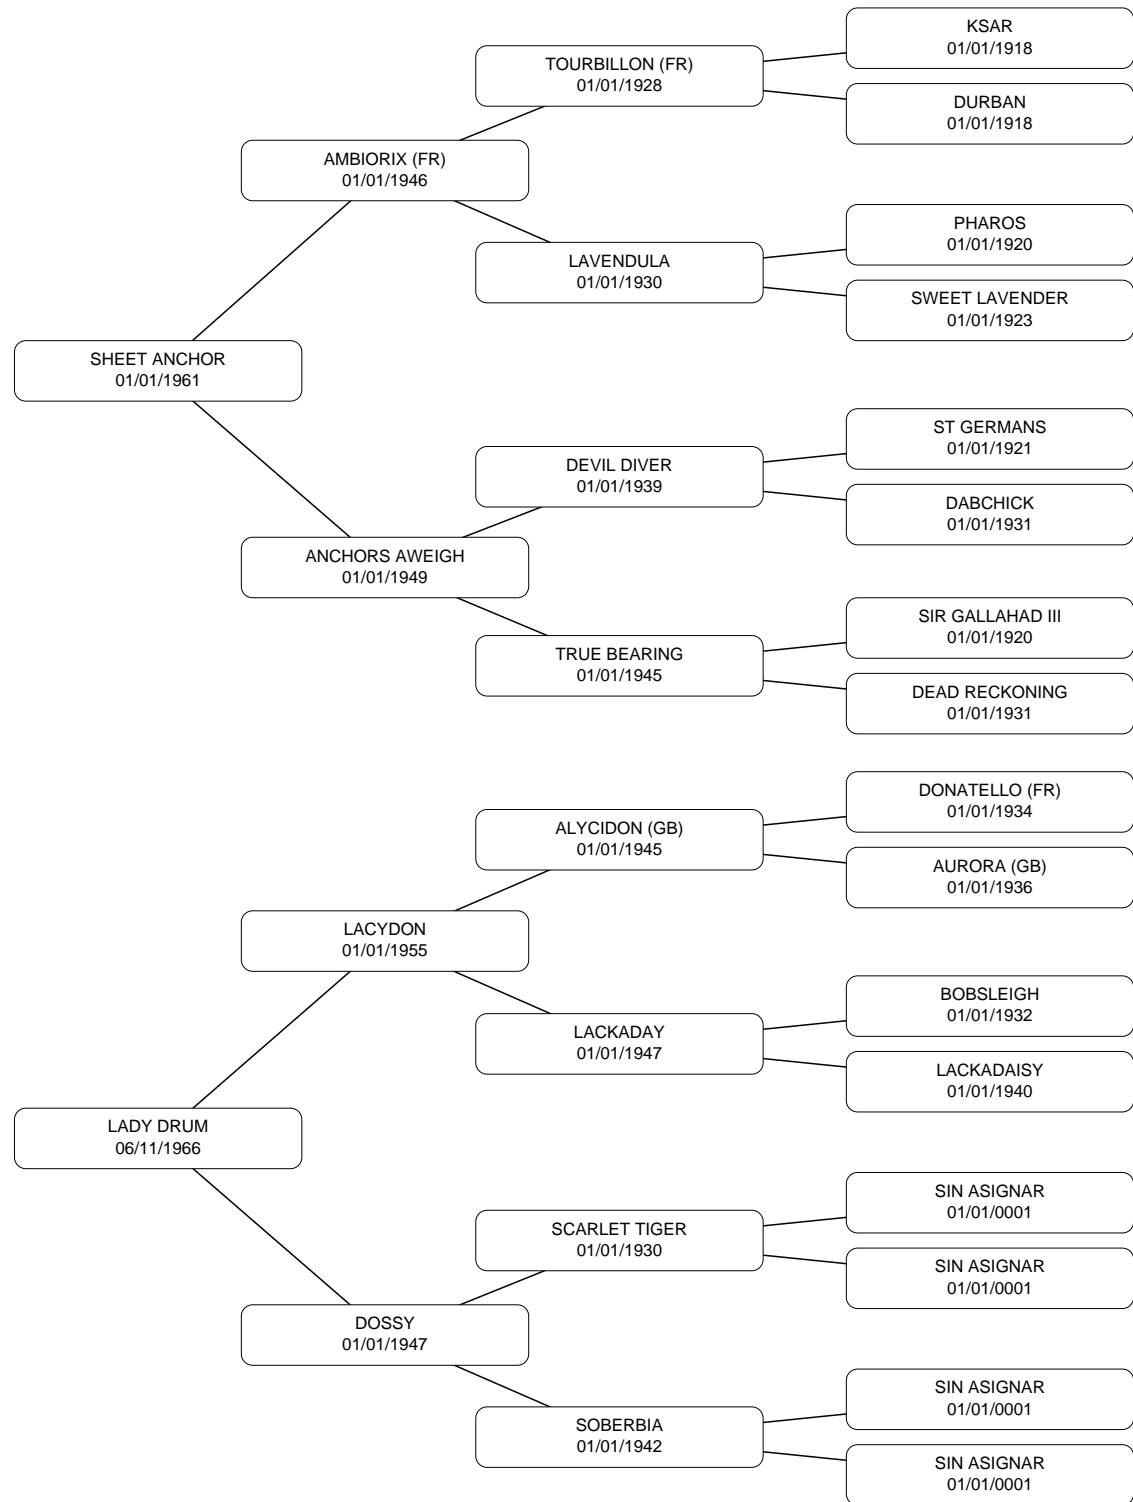 KSAR
01/01/1918
TOURBILLON (FR)
01/01/1928
DURBAN
01/01/1918
AMBIORIX (FR)
01/01/1946
PHAROS
01/01/1920
LAVENDULA
01/01/1930
SWEET LAVENDER
01/01/1923
SHEET ANCHOR
01/01/1961
ST GERMANS
01/01/1921
DEVIL DIVER
01/01/1939
DABCHICK
01/01/1931
ANCHORS AWEIGH
01/01/1949
SIR GALLAHAD III
01/01/1920
TRUE BEARING
01/01/1945
DEAD RECKONING
01/01/1931
DONATELLO (FR)
01/01/1934
ALYCIDON (GB)
01/01/1945
AURORA (GB)
01/01/1936
LACYDON
01/01/1955
BOBSLEIGH
01/01/1932
LACKADAY
01/01/1947
LACKADAISY
01/01/1940
LADY DRUM
06/11/1966
SIN ASIGNAR
01/01/0001
SCARLET TIGER
01/01/1930
SIN ASIGNAR
01/01/0001
DOSSY
01/01/1947
SIN ASIGNAR
01/01/0001
SOBERBIA
01/01/1942
SIN ASIGNAR
01/01/0001